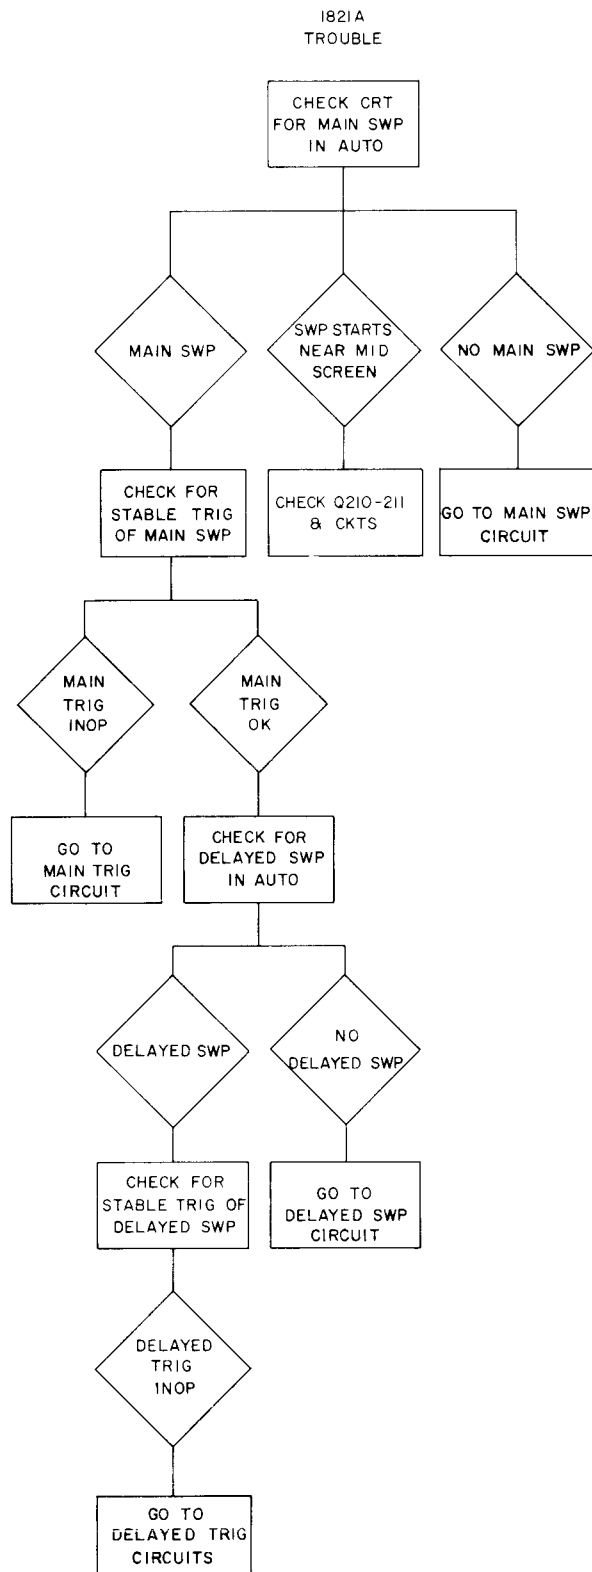 1821A
TROUBLE
CHECK CRT
FOR MAIN SWP
IN AUTO
MAIN SWP
SWP STARTS
NEAR MID
SCREEN
NO MAIN SWP
CHECK FOR
STABLE TRIG
OF MAIN SWP
CHECK Q210-211
& CKTS
GO TO MAIN SWP
CIRCUIT
MAIN
TRIG
INOP
MAIN
TRIG
OK
GO TO
MAIN TRIG
CIRCUIT
CHECK FOR
DELAYED SWP
IN AUTO
DELAYED SWP
NO
DELAYED SWP
CHECK FOR
STABLE TRIG OF
DELAYED SWP
GO TO
DELAYED SWP
CIRCUIT
DELAYED
TRIG
INOP
GO TO
DELAYED TRIG
CIRCUITS